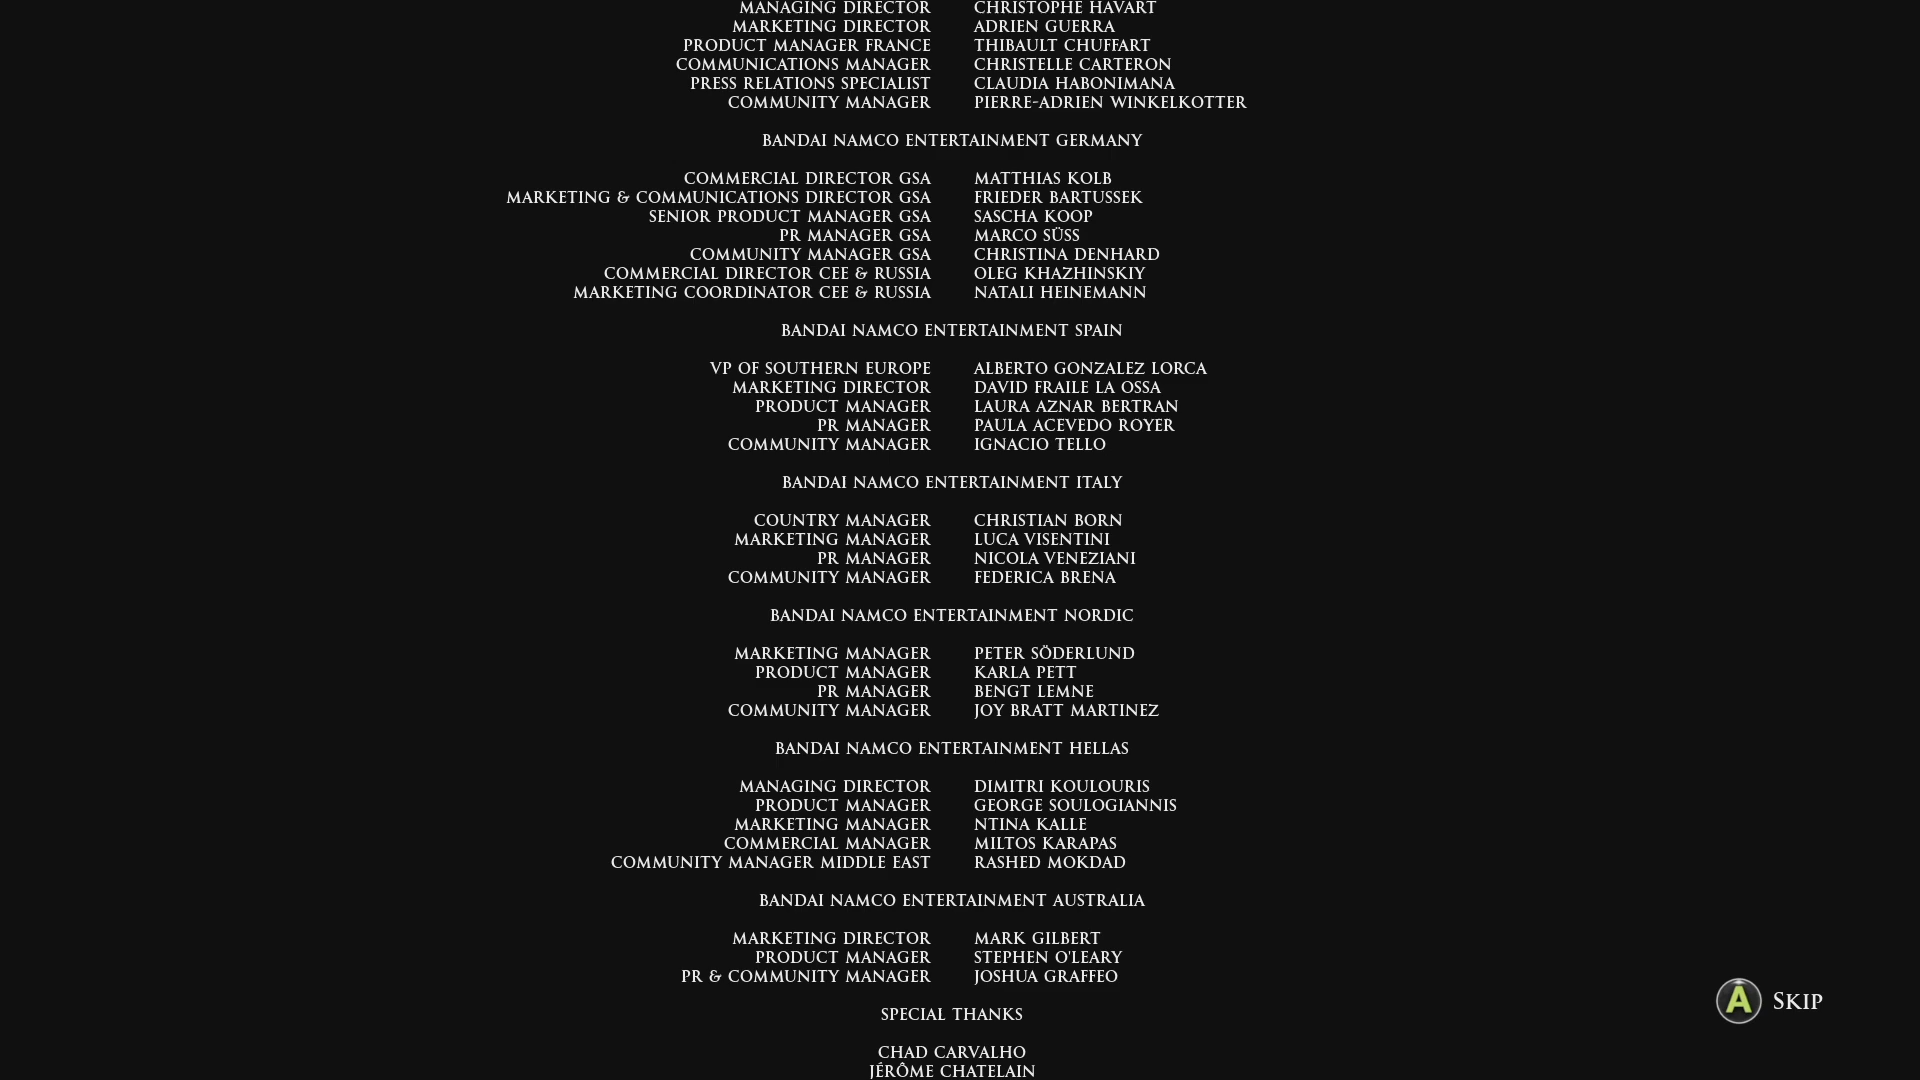 MANAGING DIRECTOR CHRISTOPHE HAVART
MARKETING DIRECTOR ADRIEN GUERRA
PRODUCT MANAGER FRANCE THIBAULT CHUFFART
COMMUNICATIONS MANAGER CHRISTELLE CARTERON
PRESS RELATIONS SPECIALIST CLAUDIA HABONIMANA
COMMUNITY MANAGER PIERRE-ADRIEN WINKELKOTTER
BANDAI NAMCO ENTERTAINMENT GERMANY
COMMERCIAL DIRECTOR GSA MATTHIAS KOLB
MARKETING & COMMUNICATIONS DIRECTOR GSA FRIEDER BARTUSSEK
SENIOR PRODUCT MANAGER GSA SASCHA KOOP
PR MANAGER GSA MARCO SÜSS
COMMUNITY MANAGER GSA CHRISTINA DENHARD
COMMERCIAL DIRECTOR CEE & RUSSIA OLEG KHAZHINSKIY
MARKETING COORDINATOR CEE & RUSSIA NATALI HEINEMANN
BANDAI NAMCO ENTERTAINMENT SPAIN
VP OF SOUTHERN EUROPE ALBERTO GONZALEZ LORCA
MARKETING DIRECTOR DAVID FRAILE LA OSSA
PRODUCT MANAGER LAURA AZNAR BERTRAN
PR MANAGER PAULA ACEVEDO ROYER
COMMUNITY MANAGER IGNACIO TELLO
BANDAI NAMCO ENTERTAINMENT ITALY
COUNTRY MANAGER CHRISTIAN BORN
MARKETING MANAGER LUCA VISENTINI
PR MANAGER NICOLA VENEZIANI
COMMUNITY MANAGER FEDERICA BRENA
BANDAI NAMCO ENTERTAINMENT NORDIC
MARKETING MANAGER PETER SÖDERLUND
PRODUCT MANAGER KARLA PETT
PR MANAGER BENGT LEMNE
COMMUNITY MANAGER JOY BRATT MARTINEZ
BANDAI NAMCO ENTERTAINMENT HELLAS
MANAGING DIRECTOR DIMITRI KOULOURIS
PRODUCT MANAGER GEORGE SOULOGIANNIS
MARKETING MANAGER NTINA KALLE
COMMERCIAL MANAGER MILTOS KARAPAS
COMMUNITY MANAGER MIDDLE EAST RASHED MOKDAD
BANDAI NAMCO ENTERTAINMENT AUSTRALIA
MARKETING DIRECTOR MARK GILBERT
PRODUCT MANAGER STEPHEN O'LEARY
PR & COMMUNITY MANAGER JOSHUA GRAFFEO
SPECIAL THANKS
A SKIP
CHAD CARVALHO
JÉRÔME CHATELAIN